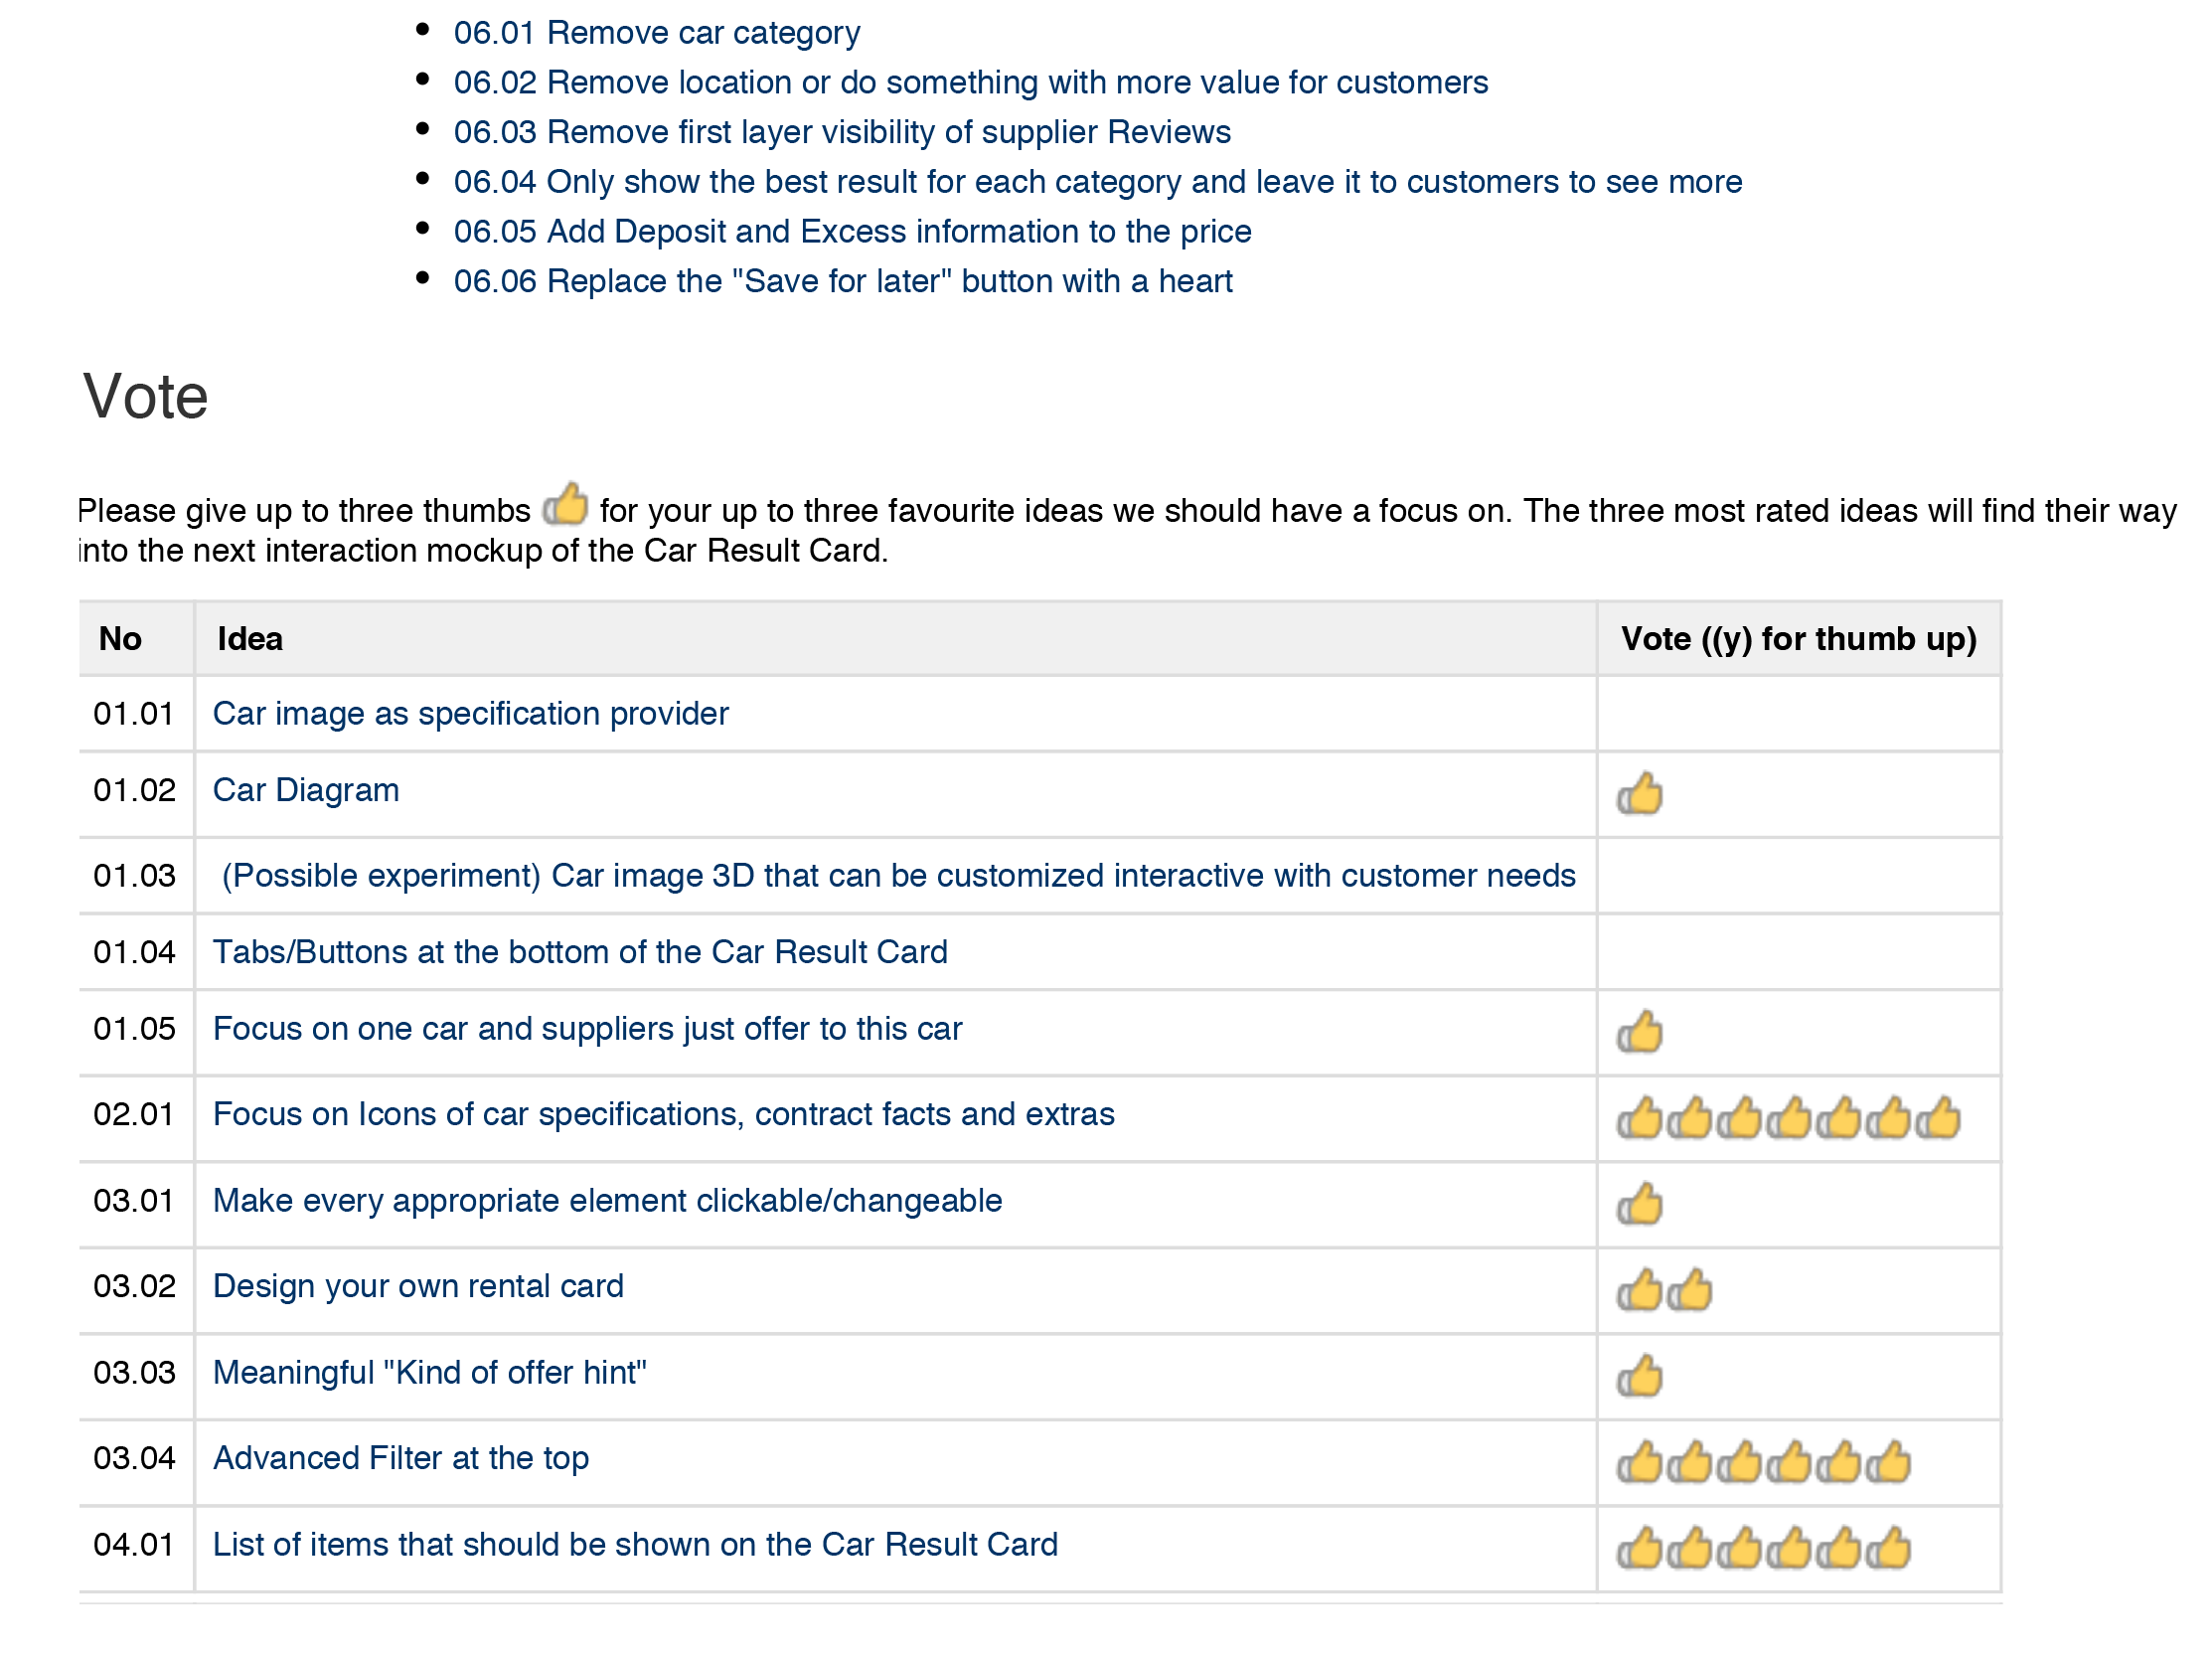 • 06.01 Remove car category
• 06.02 Remove location or do something with more value for customers
• 06.03 Remove first layer visibility of supplier Reviews
• 06.04 Only show the best result for each category and leave it to customers to see more
• 06.05 Add Deposit and Excess information to the price
• 06.06 Replace the "Save for later" button with a heart
Vote
Please give up to three thumbs 👍 for your up to three favourite ideas we should have a focus on. The three most rated ideas will find their way
into the next interaction mockup of the Car Result Card.
No Idea Vote ((y) for thumb up)
01.01 Car image as specification provider
01.02 Car Diagram 👍
01.03 (Possible experiment) Car image 3D that can be customized interactive with customer needs
01.04 Tabs/Buttons at the bottom of the Car Result Card
01.05 Focus on one car and suppliers just offer to this car 👍
02.01 Focus on Icons of car specifications, contract facts and extras 👍👍👍👍👍👍👍
03.01 Make every appropriate element clickable/changeable 👍
03.02 Design your own rental card 👍👍
03.03 Meaningful "Kind of offer hint" 👍
03.04 Advanced Filter at the top 👍👍👍👍👍👍
04.01 List of items that should be shown on the Car Result Card 👍👍👍👍👍👍